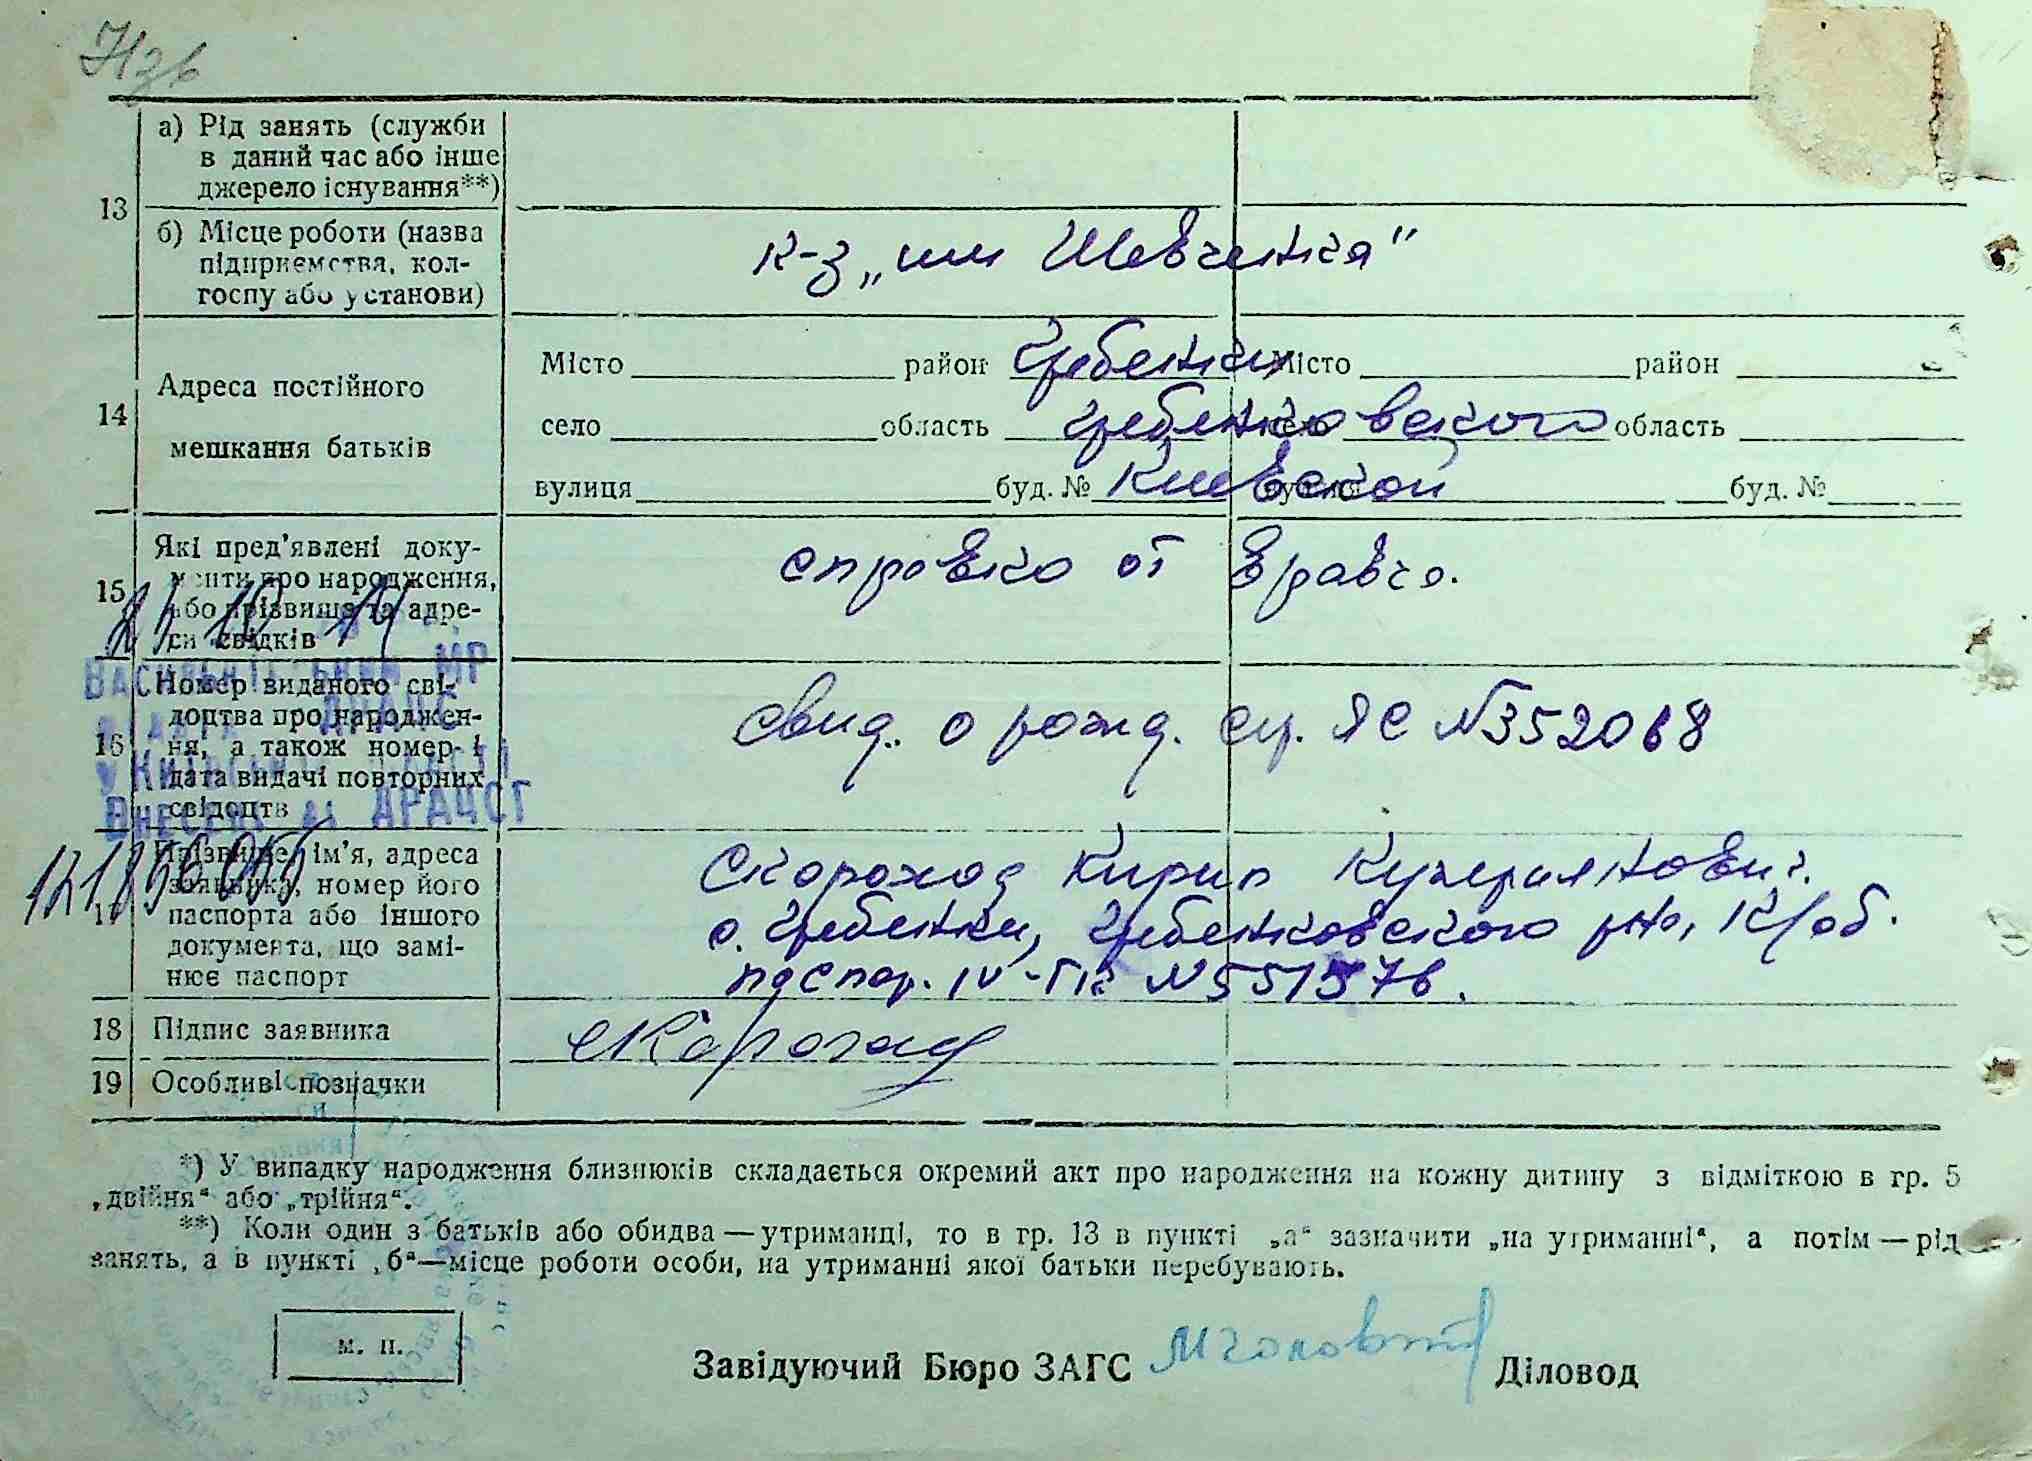 13
а) Рід занять (служби
в даний час або інше
джерело існування**)
б) Місце роботи (назва
підприємства, кол-
госпу або установи)
к-з „им Шевченка"
14
Адреса постійного
мешкання батьків
Місто район Гребенки Місто район
село область Гребенковского область
вулиця буд. № Киевской буд. №
15
Які пред'явлені доку-
менти про народження,
або прізвища та адре-
си свідків
справка от врача.
16
Номер виданого сві-
доцтва про народжен-
ня, а також номер і
дата видачі повторних
свідоцтв
ДРАЦСГ
свид. о рожд. ЯС №352068
17
Прізвище, ім'я, адреса
заявника, номер його
паспорта або іншого
документа, що замі-
нює паспорт
Скороход Кирил
с. Гребенки, Гребенковского р-на, К/об.
паспор. №551576.
18 Підпис заявника
Скороход
19 Особливі позначки
*) У випадку народження близнюків складається окремий акт про народження на кожну дитину з відміткою в гр. 5
„двійня“ або „трійня“.
**) Коли один з батьків або обидва — утриманці, то в гр. 13 в пункті „а“ зазначити „на утриманні“, а потім — рід
занять, а в пункті „б“—місце роботи особи, на утриманні якої батьки перебувають.
м. п.
Завідуючий Бюро ЗАГС Діловод